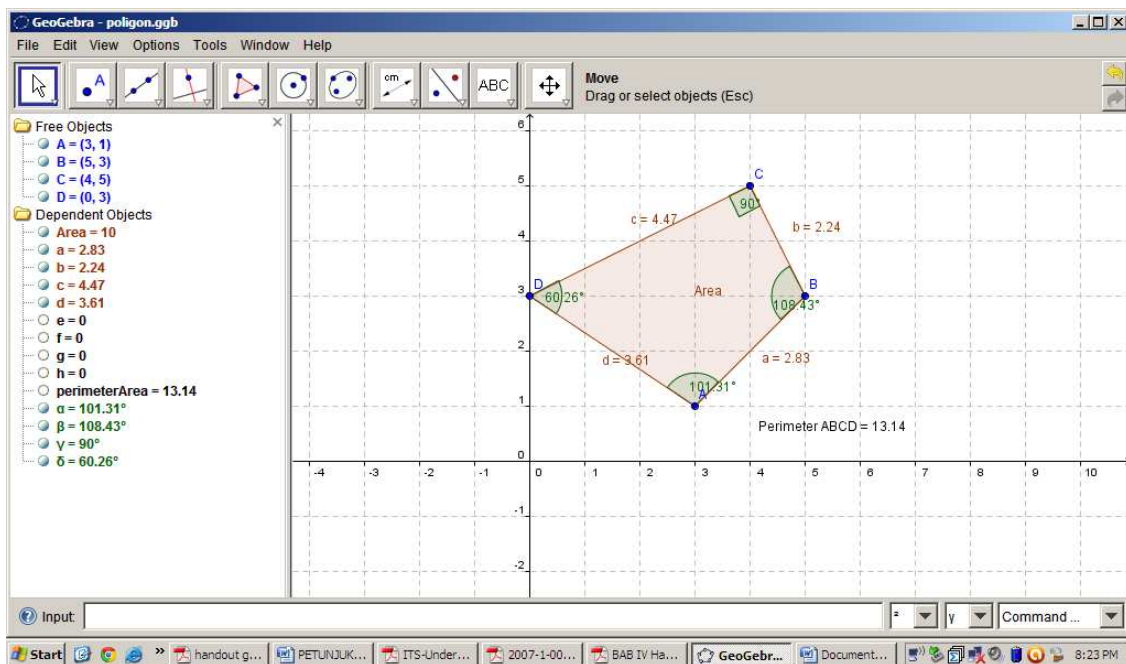 GeoGebra - poligon.ggb
File Edit View Options Tools Window Help
A
cm
ABC
Move
Drag or select objects (Esc)
Free Objects
A = (3, 1)
B = (5, 3)
C = (4, 5)
D = (0, 3)
Dependent Objects
Area = 10
a = 2.83
b = 2.24
c = 4.47
d = 3.61
e = 0
f = 0
g = 0
h = 0
perimeterArea = 13.14
α = 101.31°
β = 108.43°
γ = 90°
δ = 60.26°
6
C
5
90°
c = 4.47
b = 2.24
4
D
B
3
60.26°
Area
108.43°
2
d = 3.61
a = 2.83
101.31°
A
1
Perimeter ABCD = 13.14
0
-4 -3 -2 -1 0 1 2 3 4 5 6 7 8 9 10
-1
-2
Input:
² γ Command ...
Start » handout g... PETUNJUK... ITS-Under... 2007-1-00... BAB IV Ha... GeoGebr... Document... 8:23 PM